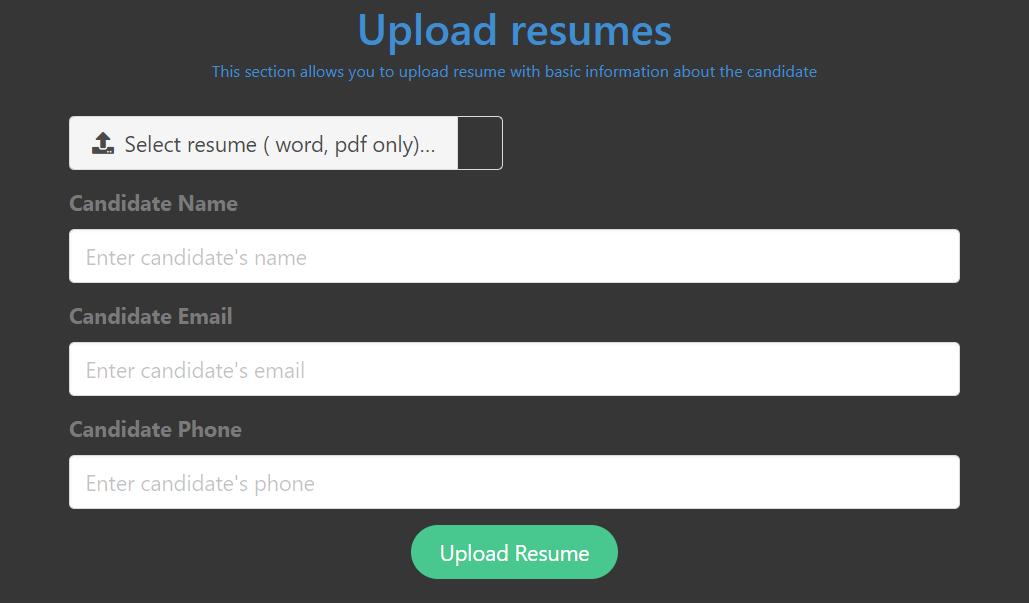 Upload resumes
This section allows you to upload resume with basic information about the candidate
Select resume ( word, pdf only)...
Candidate Name
Enter candidate's name
Candidate Email
Enter candidate's email
Candidate Phone
Enter candidate's phone
Upload Resume